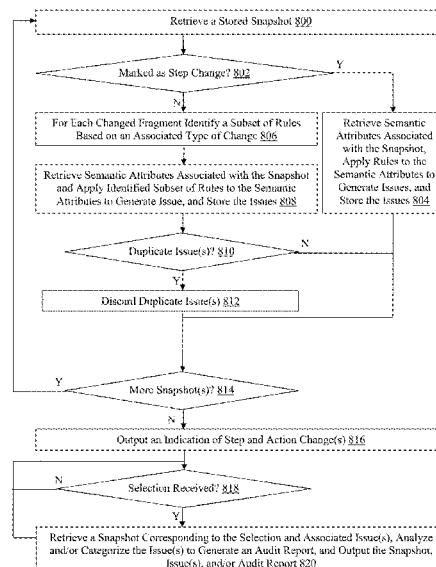 Retrieve a Stored Snapshot 800
Marked as Step Change? 802
Y
N
For Each Changed Fragment Identify a Subset of Rules
Based on an Associated Type of Change 806
Retrieve Semantic
Attributes Associated
with the Snapshot,
Apply Rules to the
Semantic Attributes to
Generate Issues, and
Store the Issues 804
Retrieve Semantic Attributes Associated with the Snapshot
and Apply Identified Subset of Rules to the Semantic
Attributes to Generate Issue, and Store the Issues 808
Duplicate Issue(s)? 810
N
Y
Discard Duplicate Issue(s) 812
Y
More Snapshot(s)? 814
N
Output an Indication of Step and Action Change(s) 816
N
Selection Received? 818
Y
Retrieve a Snapshot Corresponding to the Selection and Associated Issue(s), Analyze
and/or Categorize the Issue(s) to Generate an Audit Report, and Output the Snapshot,
Issue(s), and/or Audit Report 820